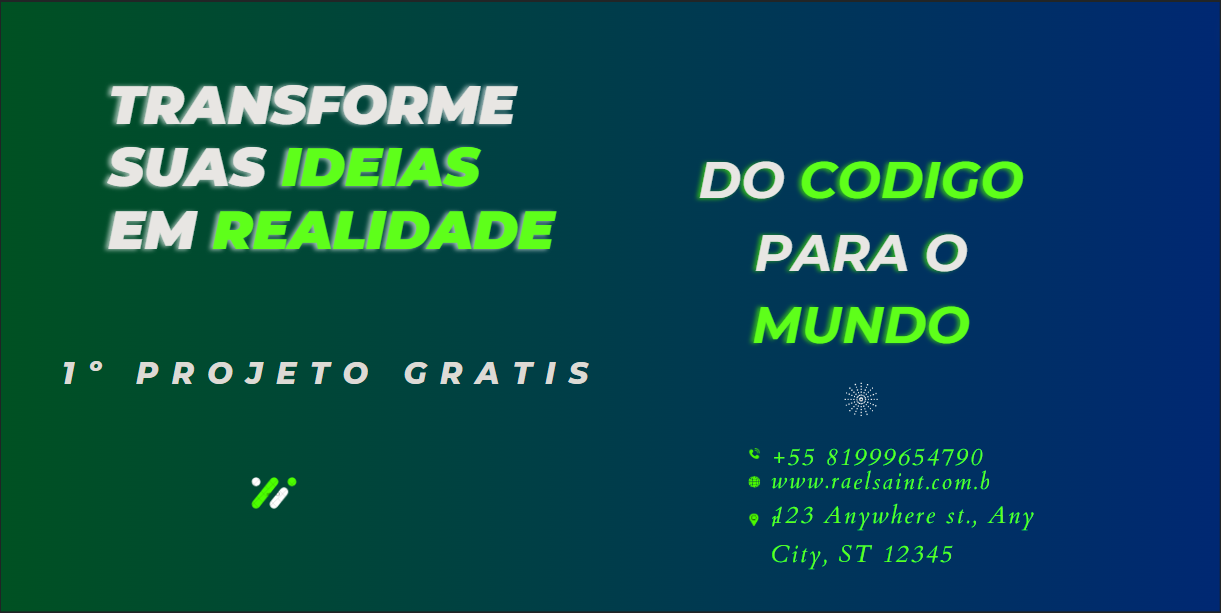 TRANSFORME
SUAS IDEIAS
EM REALIDADE
1º PROJETO GRATIS
DO CODIGO
PARA O
MUNDO
+55 81999654790
www.raelsaint.com.b
r
123 Anywhere st., Any
City, ST 12345